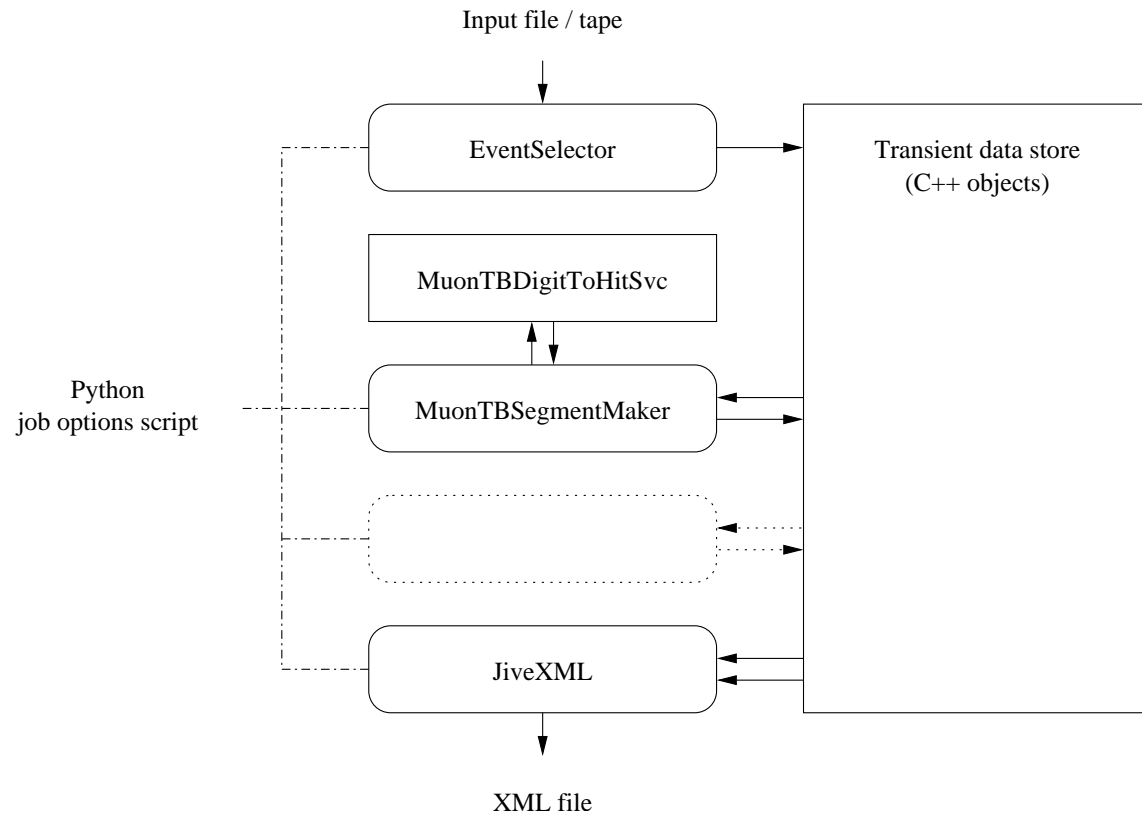 Input file / tape
EventSelector
Transient data store
(C++ objects)
MuonTBDigitToHitSvc
Python
job options script
MuonTBSegmentMaker
JiveXML
XML file